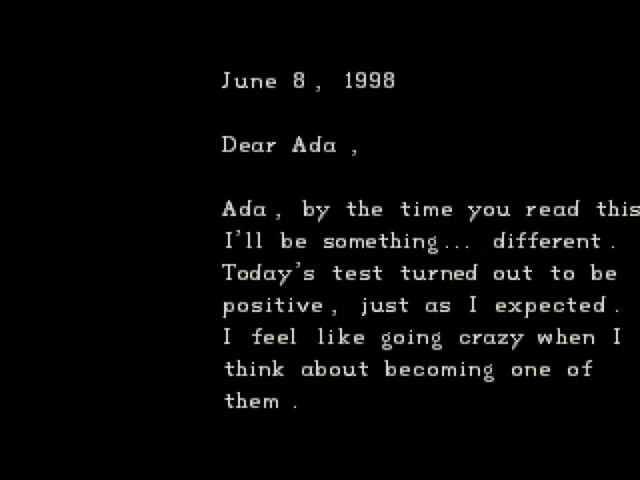 June 8, 1998
Dear Ada,
Ada, by the time you read this
I'll be something... different.
Today's test turned out to be
positive, just as I expected.
I feel like going crazy when I
think about becoming one of
them.